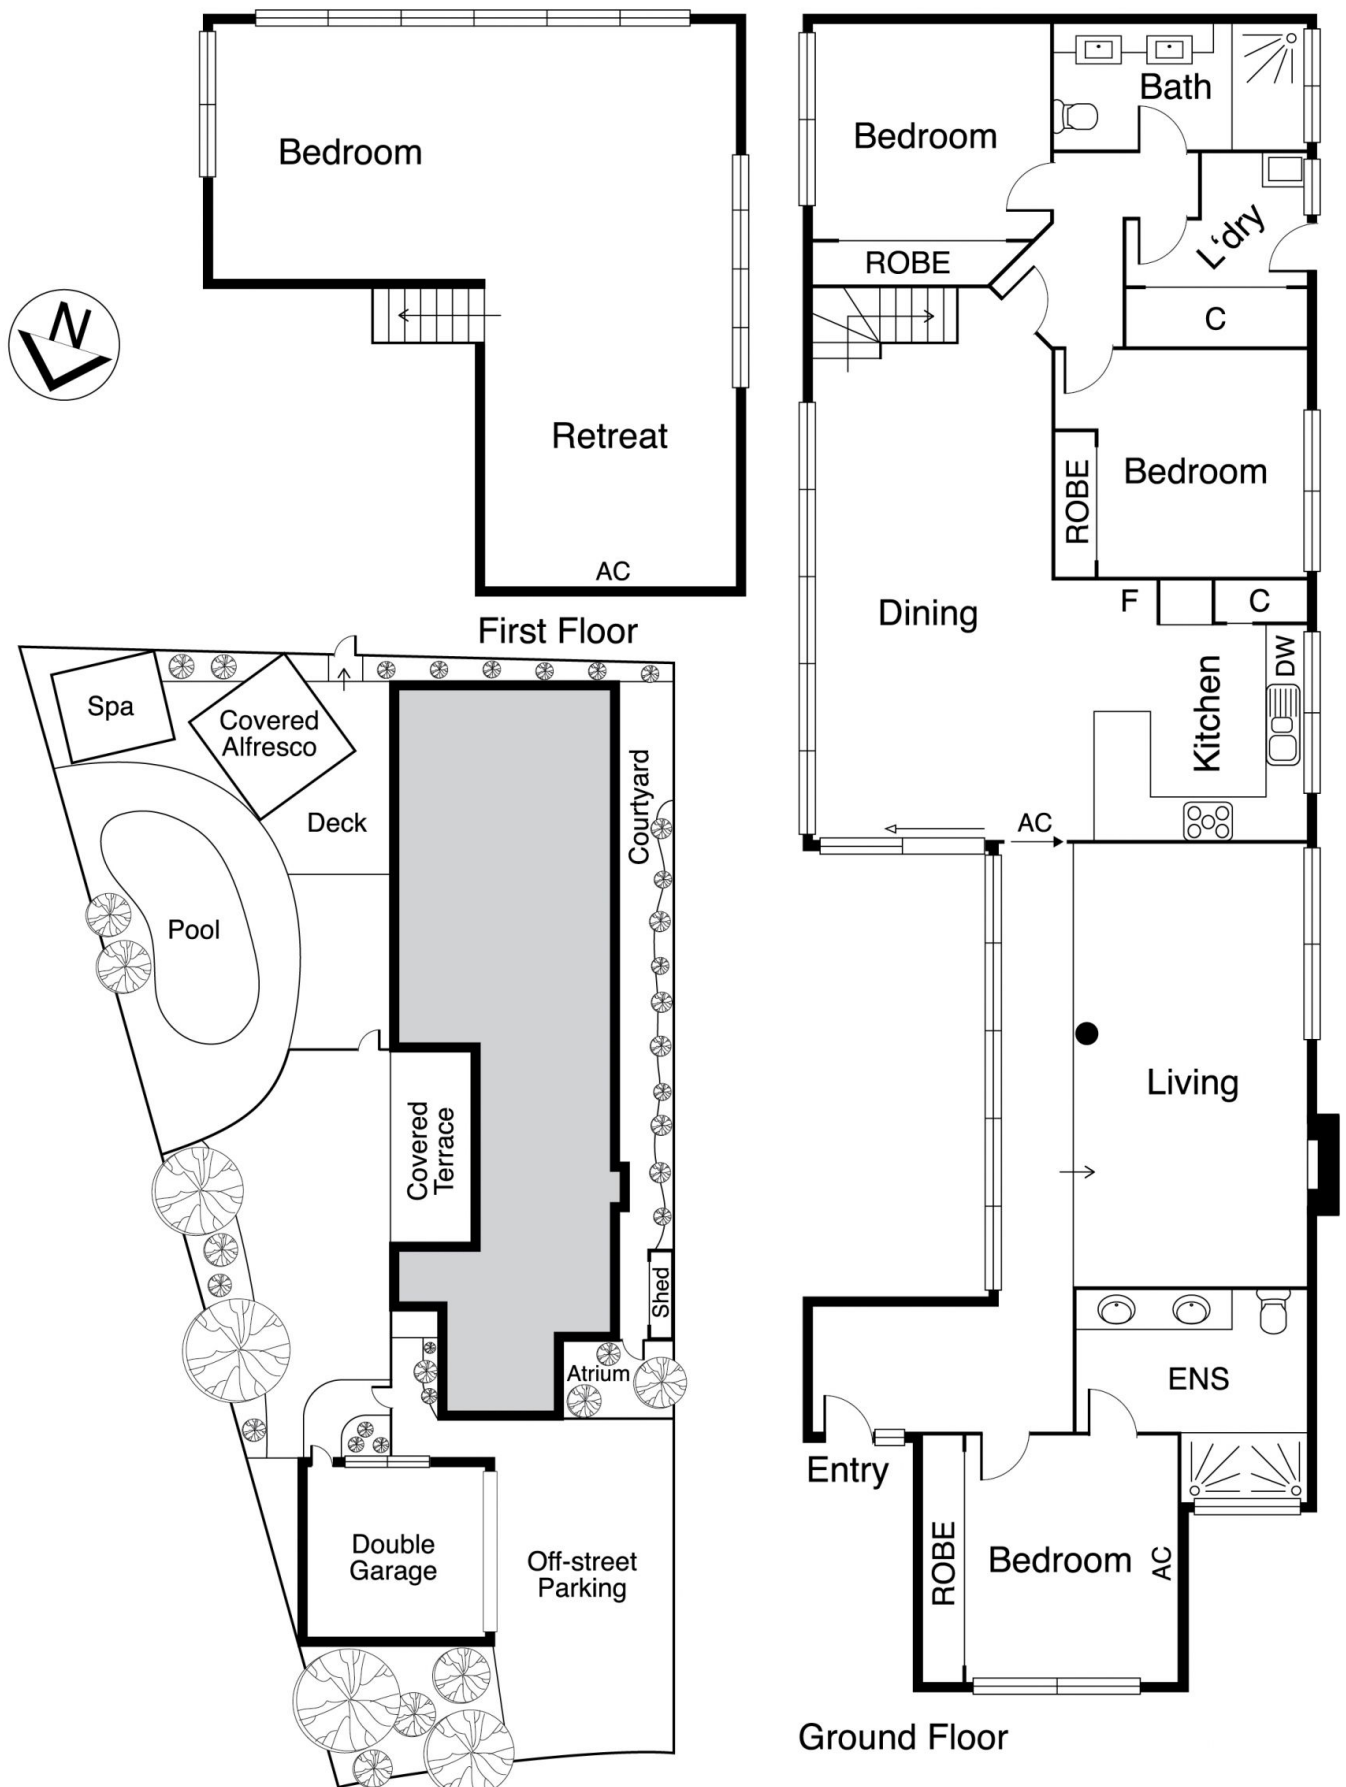 Bedroom
Retreat
AC
First Floor
N
Spa
Covered
Alfresco
Deck
Courtyard
Pool
Covered
Terrace
Shed
Atrium
Double
Garage
Off-street
Parking
Bath
Bedroom
L'dry
ROBE
C
Bedroom
ROBE
F
C
Dining
DW
Kitchen
AC
Living
ENS
Entry
ROBE
Bedroom
AC
Ground Floor